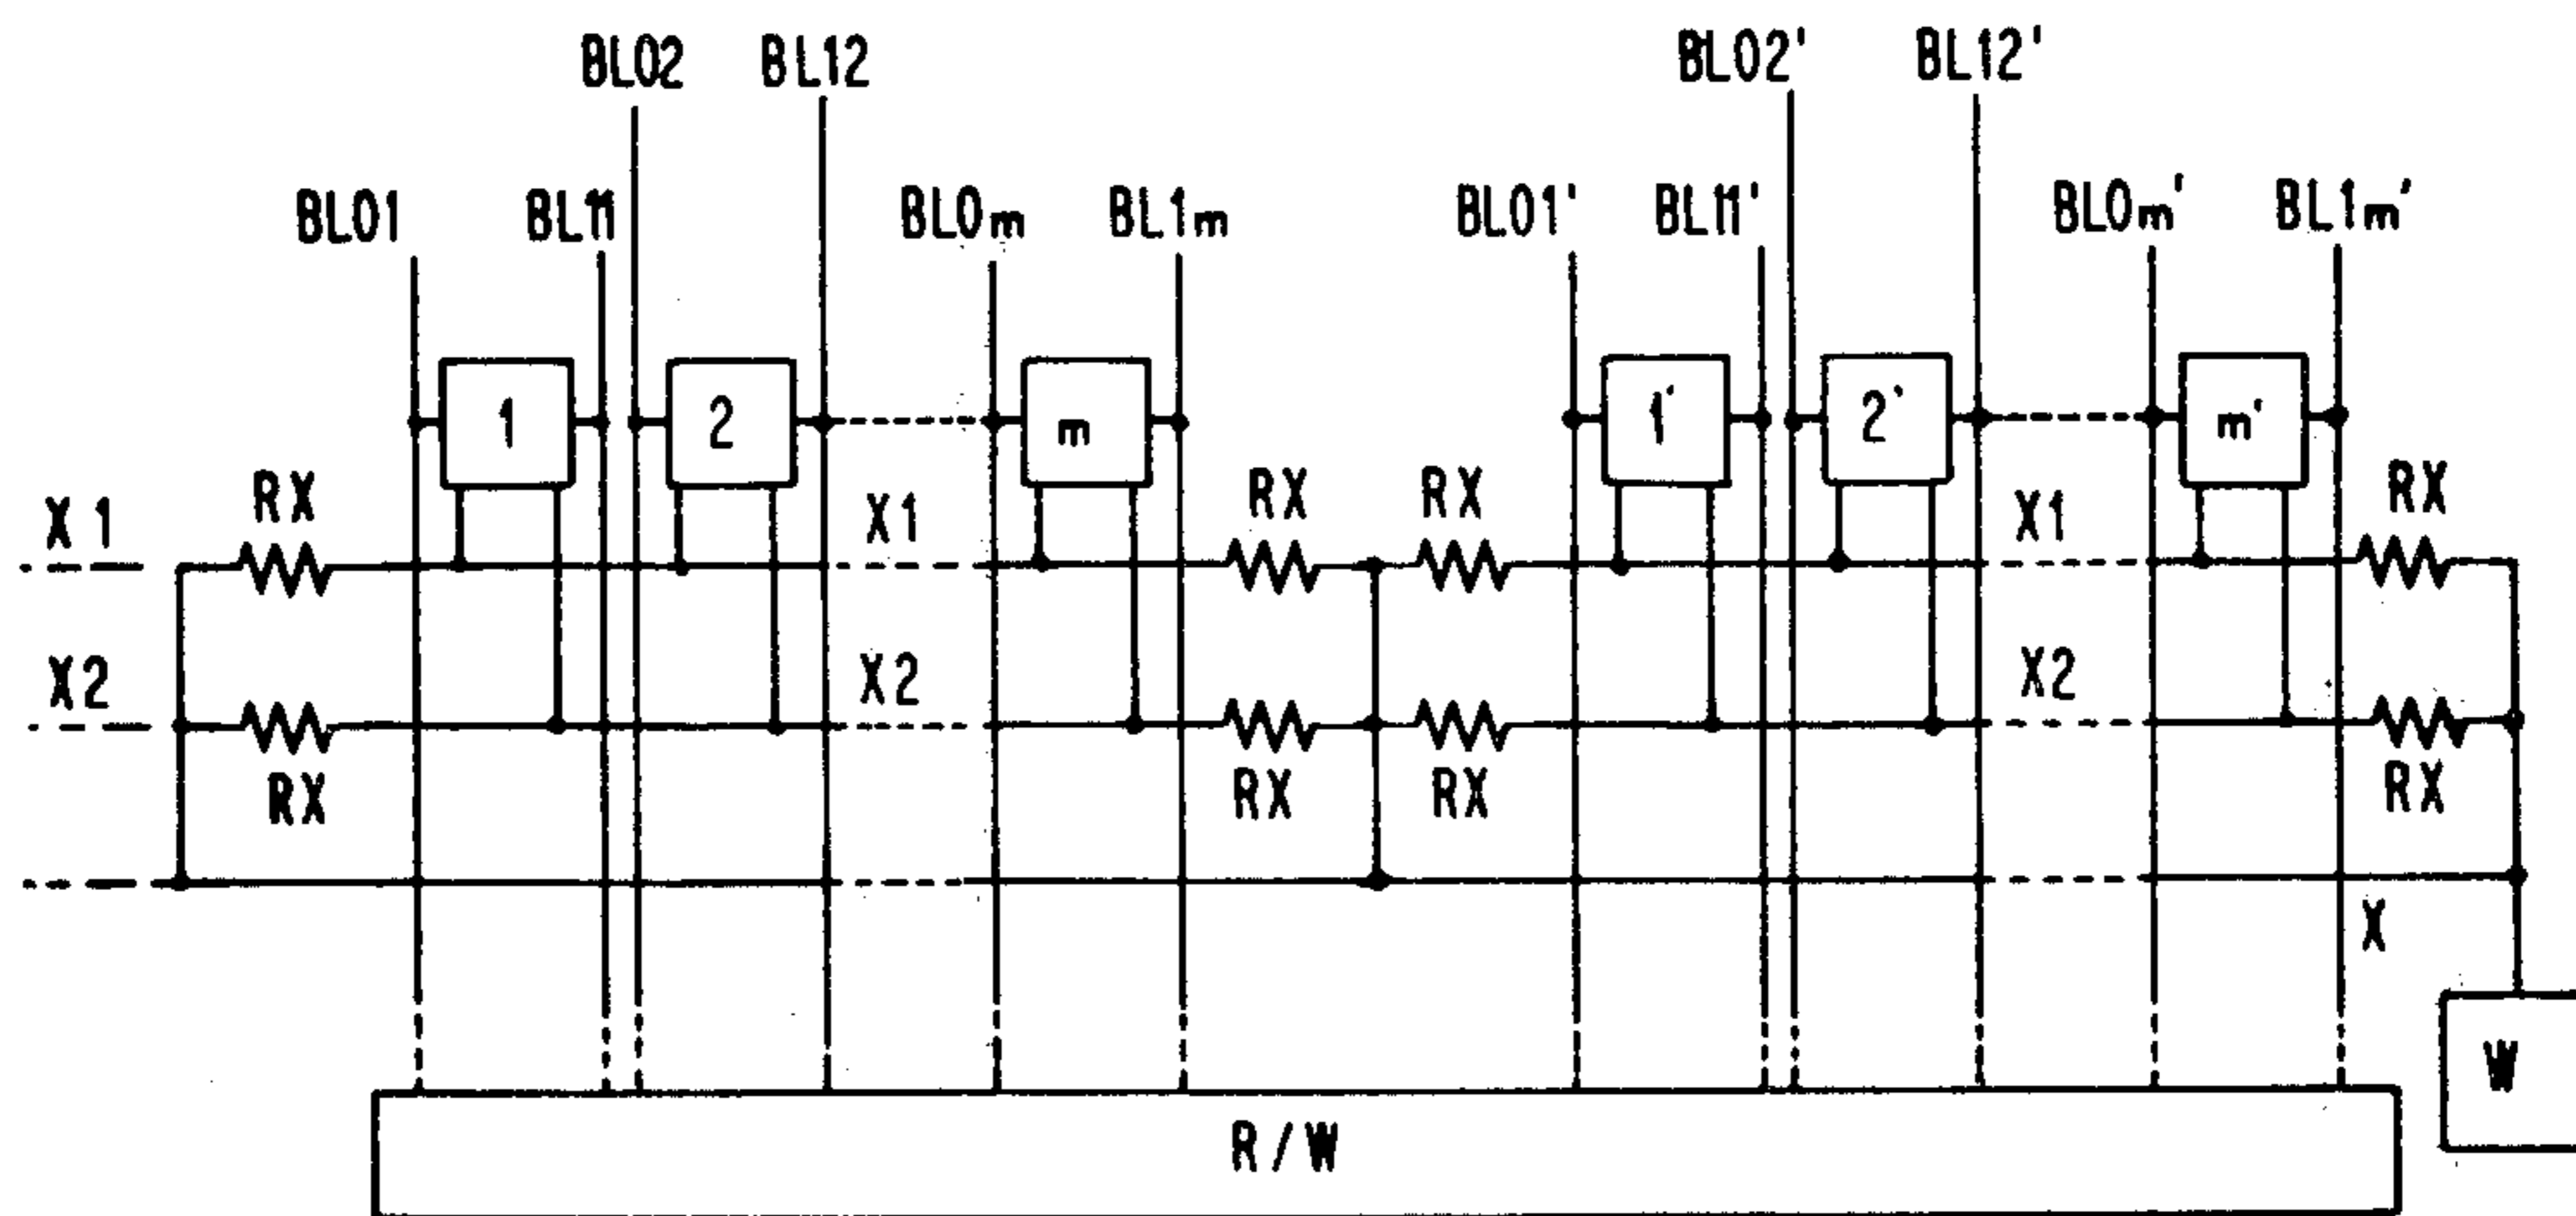 BL02 BL12 BL02' BL12'
BL01 BL11 BL0m BL1m BL01' BL11' BL0m' BL1m'
1 2 m 1' 2' m'
X1 RX X1 RX RX X1 RX
X2 X2 X2
RX RX RX RX
X
W
R/W